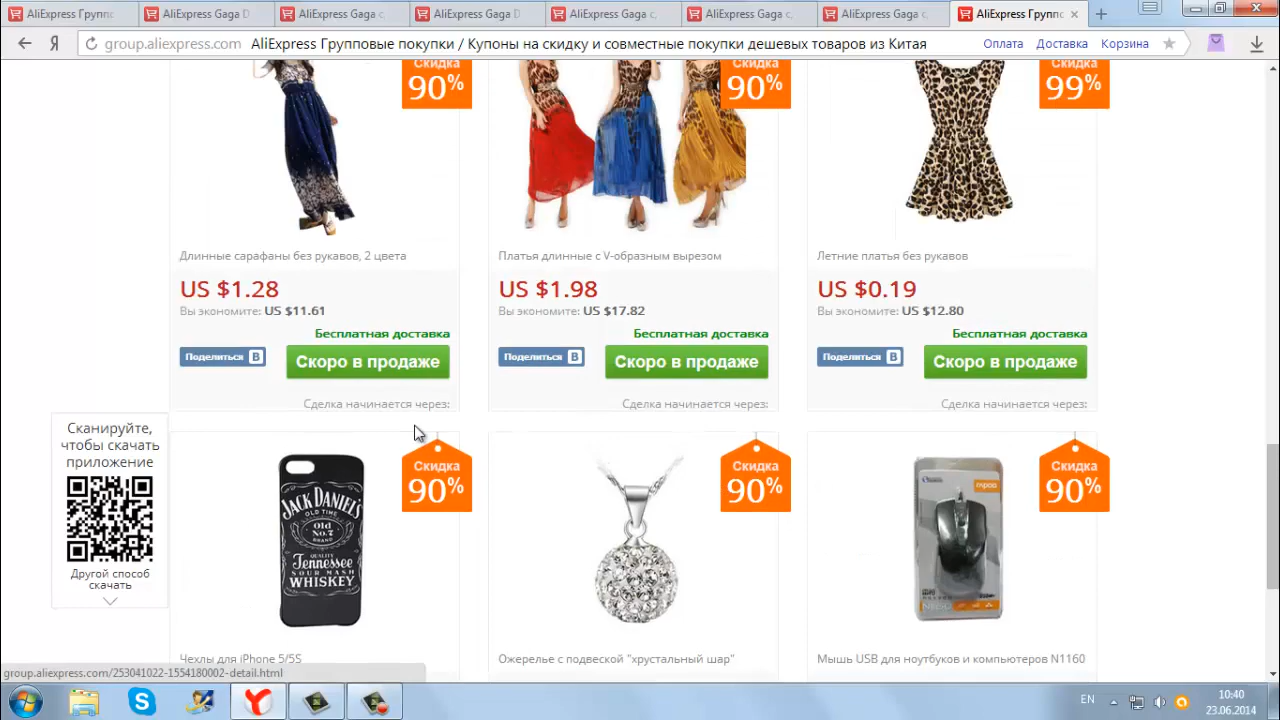 AliExpress Группо
AliExpress Gaga D
AliExpress Gaga с
AliExpress Gaga D
AliExpress Gaga с,
AliExpress Gaga с,
AliExpress Gaga с,
AliExpress Группо
Я
group.aliexpress.com
AliExpress Групповые покупки / Купоны на скидку и совместные покупки дешевых товаров из Китая
Оплата
Доставка
Корзина
Скидка
90%
Скидка
90%
Скидка
99%
Длинные сарафаны без рукавов, 2 цвета
Платья длинные с V-образным вырезом
Летние платья без рукавов
US $1.28
US $1.98
US $0.19
Вы экономите: US $11.61
Вы экономите: US $17.82
Вы экономите: US $12.80
Бесплатная доставка
Бесплатная доставка
Бесплатная доставка
Поделиться В
Скоро в продаже
Поделиться В
Скоро в продаже
Поделиться В
Скоро в продаже
Сделка начинается через:
Сделка начинается через:
Сделка начинается через:
Сканируйте,
чтобы скачать
приложение
Другой способ
скачать
Скидка
90%
Скидка
90%
Скидка
90%
JACK DANIEL'S
OLD TIME
Old
No.7
BRAND
QUALITY
Tennessee
SOUR MASH
WHISKEY
rapoo
Чехлы для iPhone 5/5S
Ожерелье с подвеской "хрустальный шар"
Мышь USB для ноутбуков и компьютеров N1160
group.aliexpress.com/253041022-1554180002-detail.html
EN
10:40
23.06.2014